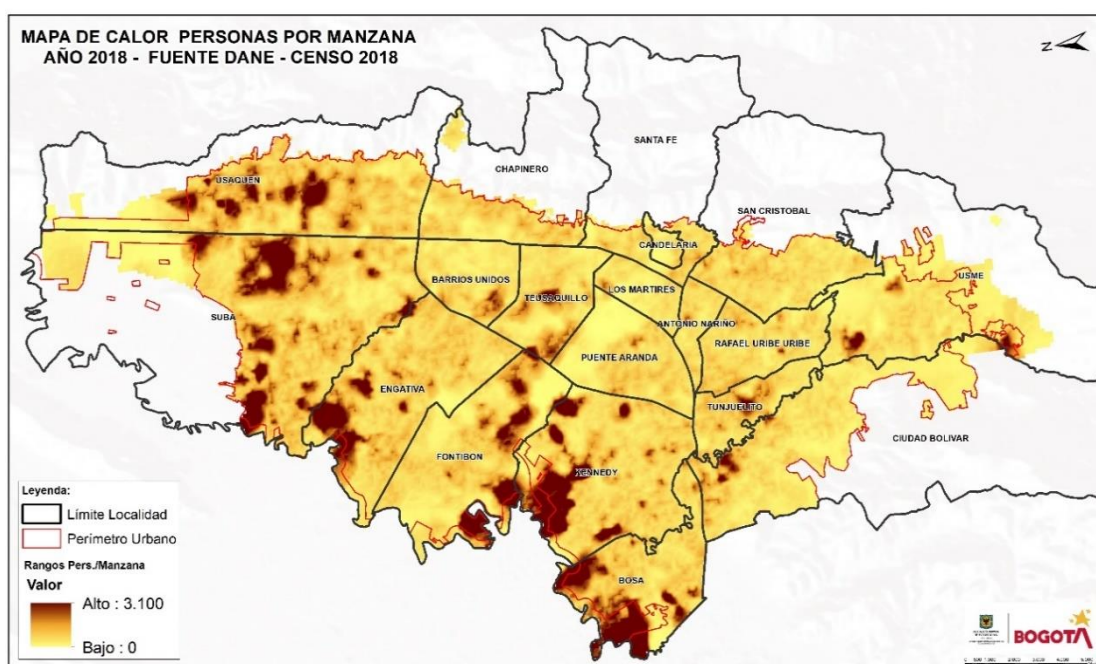 MAPA DE CALOR PERSONAS POR MANZANA
AÑO 2018 - FUENTE DANE - CENSO 2018
N
SANTA FE
CHAPINERO
USAQUEN
SAN CRISTOBAL
CANDELARIA
USME
BARRIOS UNIDOS
LOS MARTIRES
TEUSAQUILLO
SUBA
ANTONIO NARIÑO
RAFAEL URIBE URIBE
PUENTE ARANDA
ENGATIVA
TUNJUELITO
CIUDAD BOLIVAR
FONTIBON
KENNEDY
BOSA
Leyenda:
Límite Localidad
Perímetro Urbano
Rangos Pers./Manzana
Valor
Alto : 3.100
Bajo : 0
BOGOTÁ